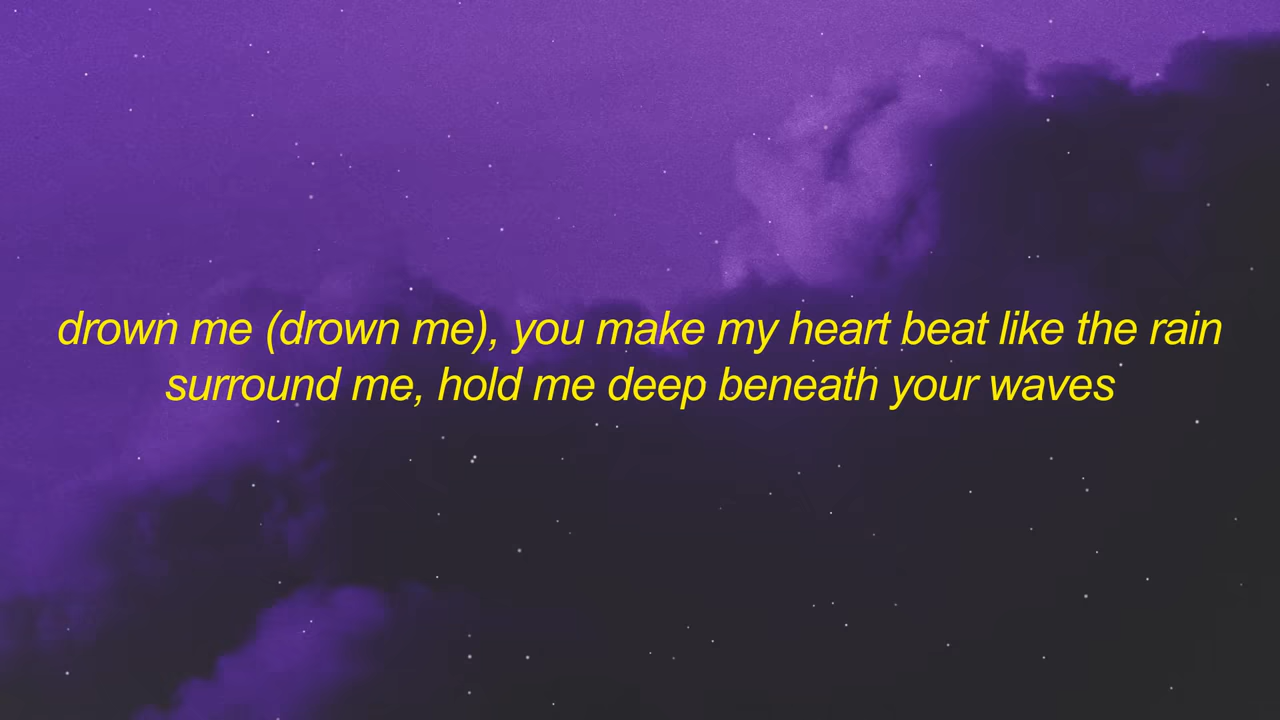 drown me (drown me), you make my heart beat like the rain
surround me, hold me deep beneath your waves